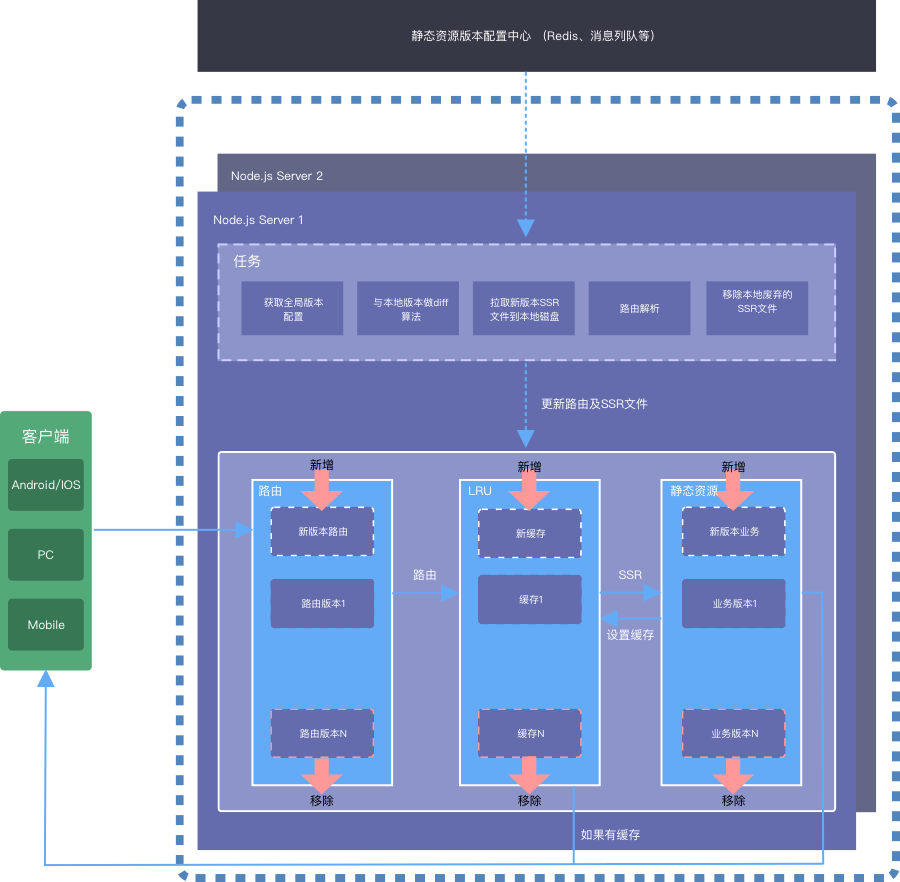 静态资源版本配置中心 （Redis、消息列队等）
Node.js Server 2
Node.js Server 1
任务
获取全局版本
配置
与本地版本做diff
算法
拉取新版本SSR
文件到本地磁盘
路由解析
移除本地废弃的
SSR文件
更新路由及SSR文件
客户端
Android/IOS
PC
Mobile
新增
路由
新版本路由
路由版本1
路由版本N
移除
路由
新增
LRU
新缓存
缓存1
缓存N
移除
SSR
设置缓存
新增
静态资源
新版本业务
业务版本1
业务版本N
移除
如果有缓存